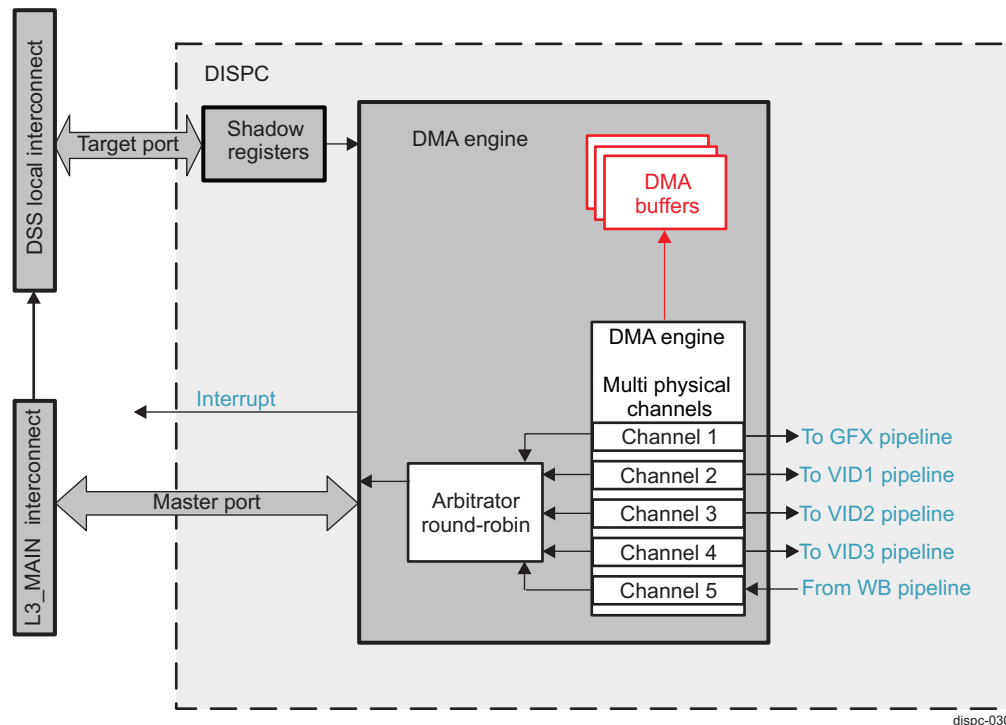 DISPC
DSS local interconnect
Target port
Shadow
registers
DMA engine
DMA
buffers
DMA engine
Multi physical
channels
Interrupt
Channel 1
To GFX pipeline
Channel 2
To VID1 pipeline
L3_MAIN interconnect
Master port
Arbitrator
round-robin
Channel 3
To VID2 pipeline
Channel 4
To VID3 pipeline
Channel 5
From WB pipeline